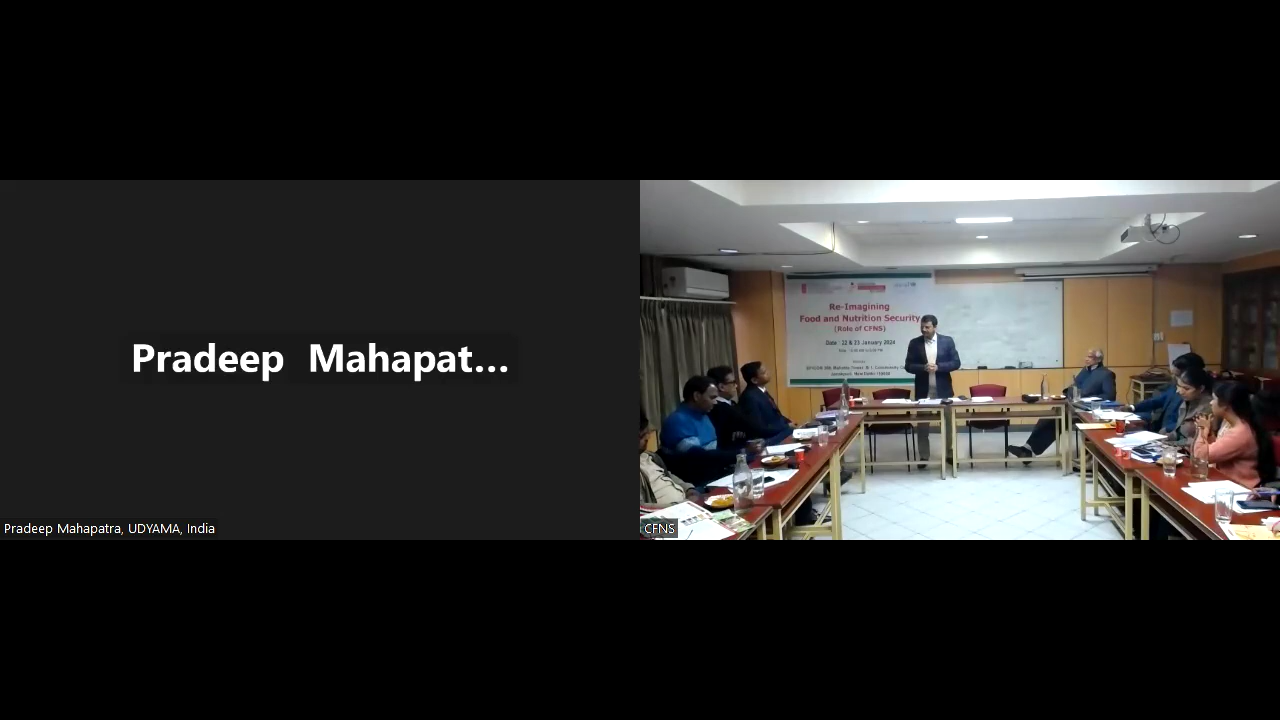 Pradeep Mahapat...
Pradeep Mahapatra, UDYAMA, India
Re-Imagining
Food and Nutrition Security
(Role of CFNS)
Date : 22 & 23 January 2024
CFNS